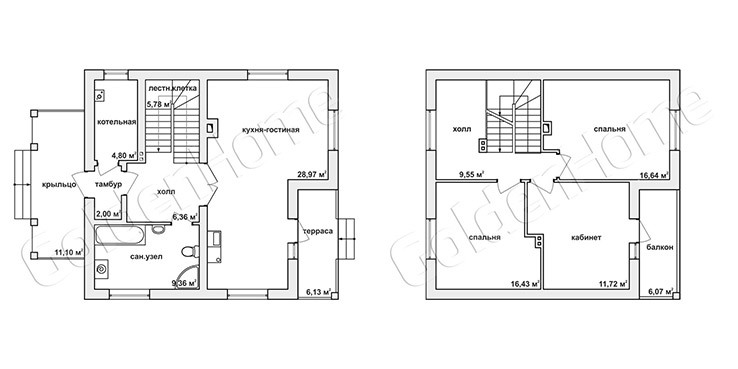 лестн.клетка
5,78 м²
котельная
4,80 м²
кухня-гостиная
28,97 м²
крыльцо
11,10 м²
тамбур
2,00 м²
холл
6,36 м²
сан.узел
9,36 м²
терраса
6,13 м²
GoldenHome
холл
9,55 м²
спальня
16,64 м²
спальня
16,43 м²
кабинет
11,72 м²
балкон
6,07 м²
GoldenHome